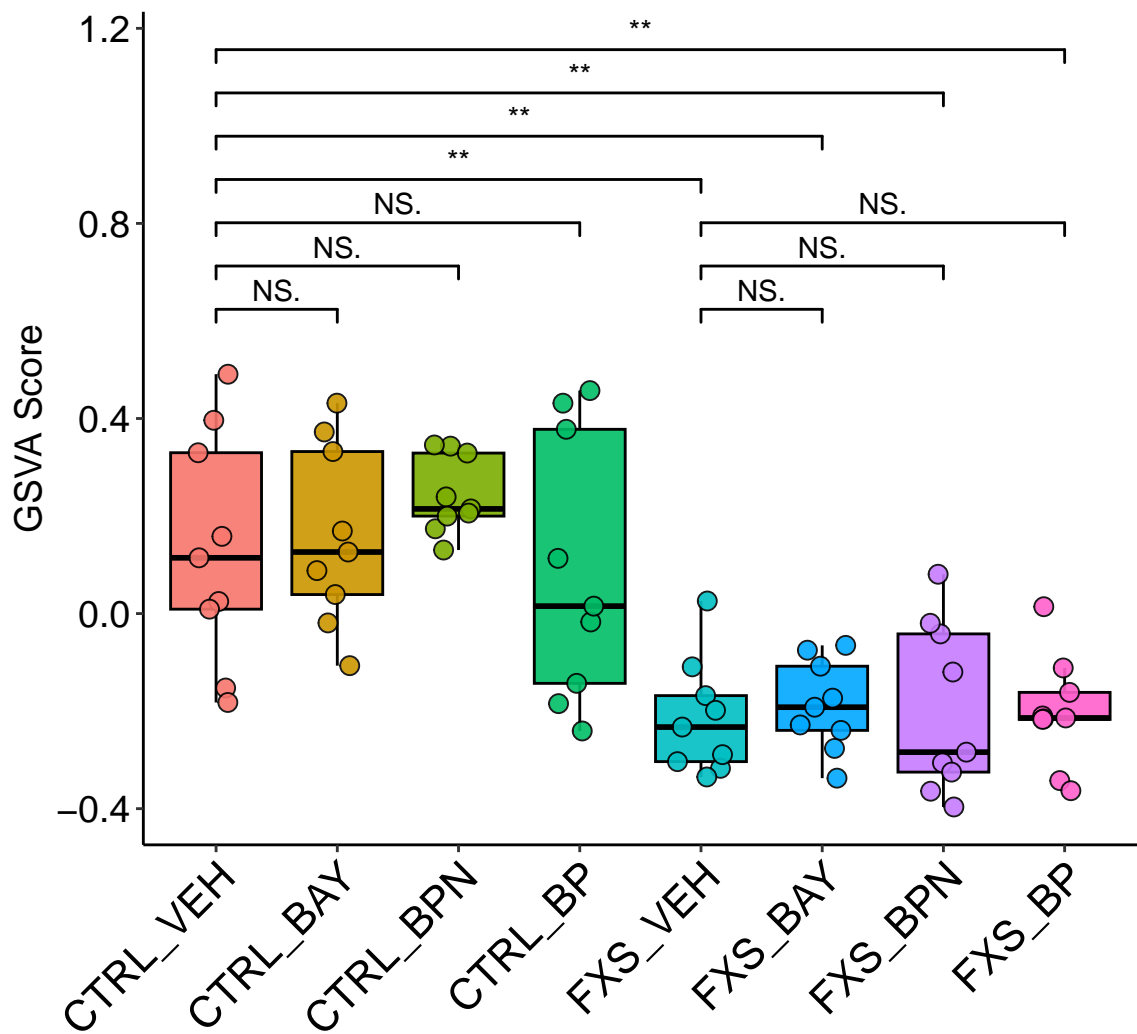 1.2
**
**
**
**
0.8
NS.
NS.
NS.
NS.
NS.
NS.
0.4
0.0
−0.4
GSVA Score
CTRL_VEH
CTRL_BAY
CTRL_BPN
CTRL_BP
FXS_VEH
FXS_BAY
FXS_BPN
FXS_BP